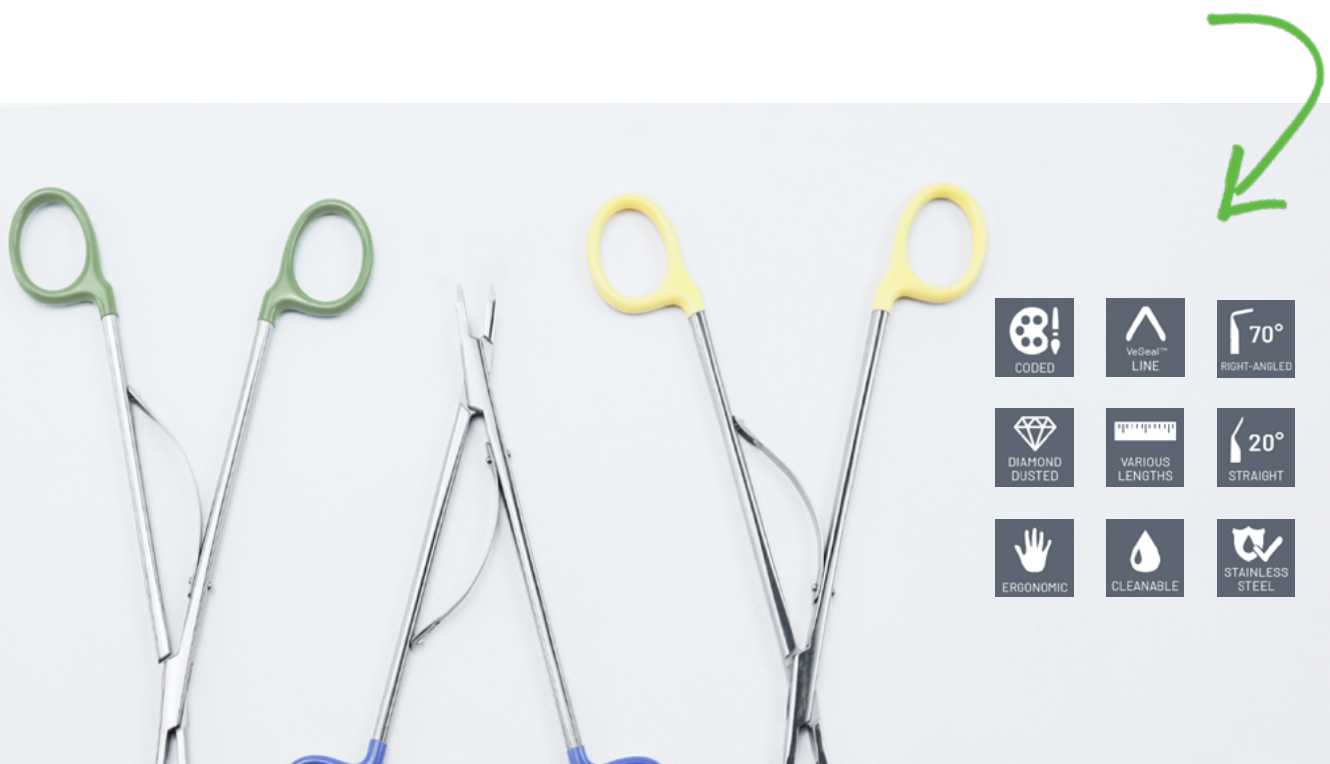 CODED
VeSeal™
LINE
70°
RIGHT-ANGLED
DIAMOND
DUSTED
VARIOUS
LENGTHS
20°
STRAIGHT
ERGONOMIC
CLEANABLE
STAINLESS
STEEL